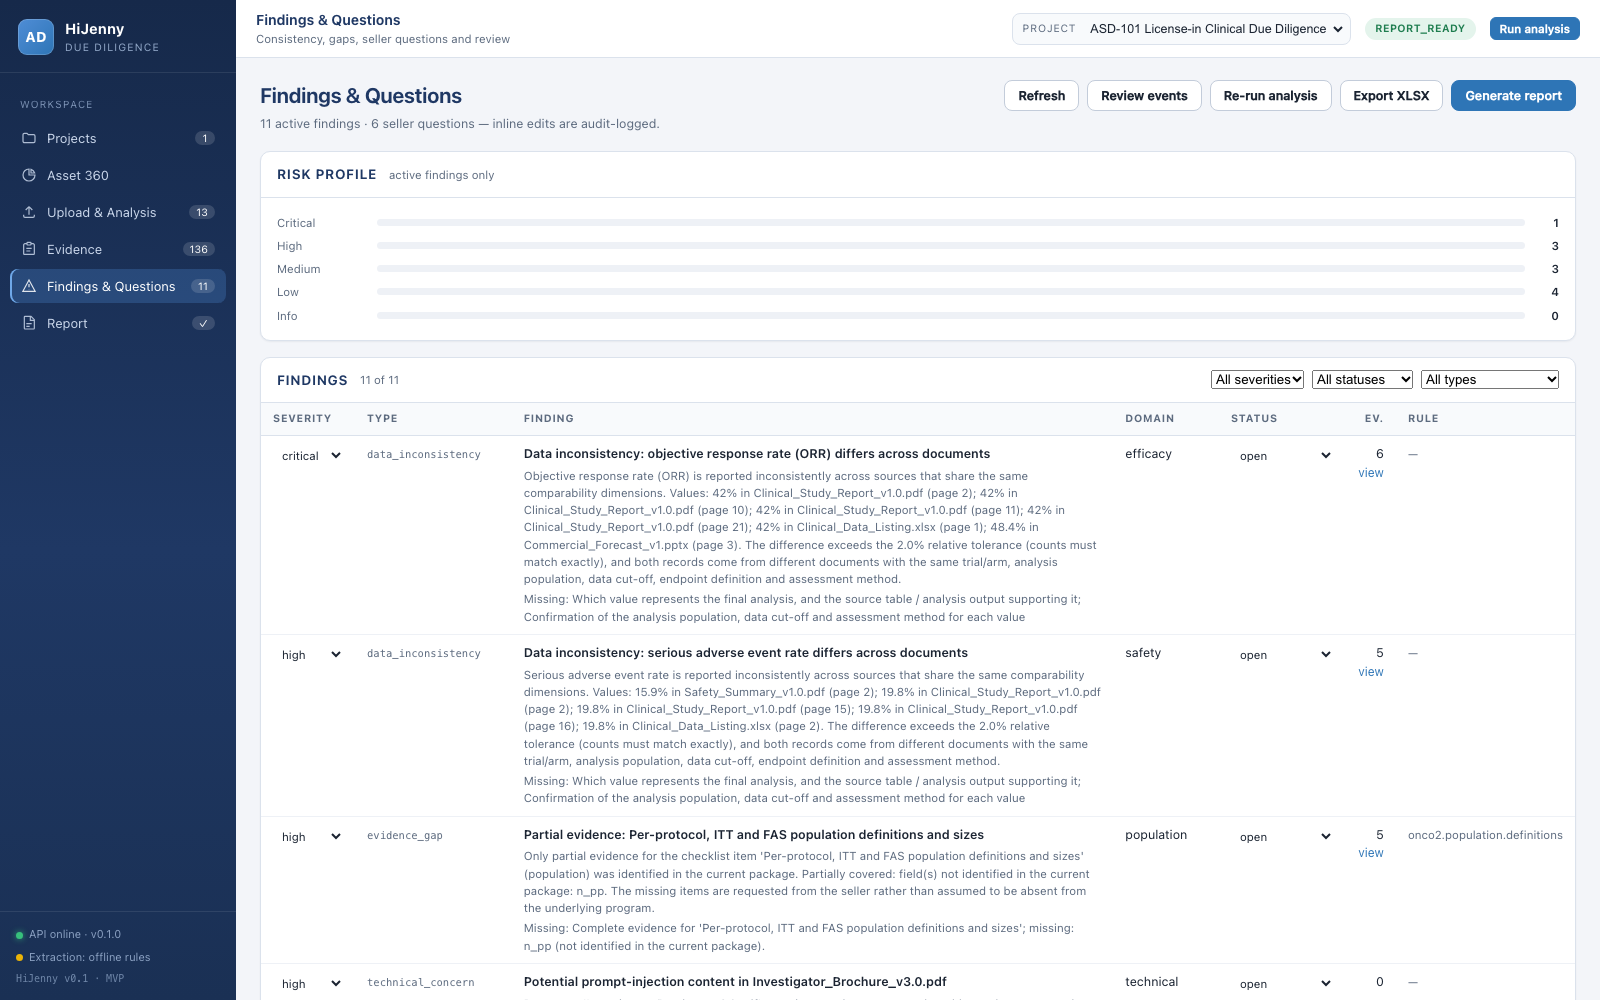 AD
HiJenny
DUE DILIGENCE
WORKSPACE
Projects 1
Asset 360
Upload & Analysis 13
Evidence 136
Findings & Questions 11
Report ✓
API online · v0.1.0
Extraction: offline rules
HiJenny v0.1 · MVP
Findings & Questions
Consistency, gaps, seller questions and review
PROJECT ASD-101 License-in Clinical Due Diligence
REPORT_READY
Run analysis
Findings & Questions
11 active findings · 6 seller questions — inline edits are audit-logged.
Refresh
Review events
Re-run analysis
Export XLSX
Generate report
RISK PROFILE active findings only
Critical 1
High 3
Medium 3
Low 4
Info 0
FINDINGS 11 of 11
All severities All statuses All types
SEVERITY TYPE FINDING DOMAIN STATUS EV. RULE
critical data_inconsistency Data inconsistency: objective response rate (ORR) differs across documents efficacy open 6 —
view
Objective response rate (ORR) is reported inconsistently across sources that share the same
comparability dimensions. Values: 42% in Clinical_Study_Report_v1.0.pdf (page 2); 42% in
Clinical_Study_Report_v1.0.pdf (page 10); 42% in Clinical_Study_Report_v1.0.pdf (page 11); 42% in
Clinical_Study_Report_v1.0.pdf (page 21); 42% in Clinical_Data_Listing.xlsx (page 1); 48.4% in
Commercial_Forecast_v1.pptx (page 3). The difference exceeds the 2.0% relative tolerance (counts must
match exactly), and both records come from different documents with the same trial/arm, analysis
population, data cut-off, endpoint definition and assessment method.
Missing: Which value represents the final analysis, and the source table / analysis output supporting it;
Confirmation of the analysis population, data cut-off and assessment method for each value
high data_inconsistency Data inconsistency: serious adverse event rate differs across documents safety open 5 —
view
Serious adverse event rate is reported inconsistently across sources that share the same comparability
dimensions. Values: 15.9% in Safety_Summary_v1.0.pdf (page 2); 19.8% in Clinical_Study_Report_v1.0.pdf
(page 2); 19.8% in Clinical_Study_Report_v1.0.pdf (page 15); 19.8% in Clinical_Study_Report_v1.0.pdf
(page 16); 19.8% in Clinical_Data_Listing.xlsx (page 2). The difference exceeds the 2.0% relative
tolerance (counts must match exactly), and both records come from different documents with the same
trial/arm, analysis population, data cut-off, endpoint definition and assessment method.
Missing: Which value represents the final analysis, and the source table / analysis output supporting it;
Confirmation of the analysis population, data cut-off and assessment method for each value
high evidence_gap Partial evidence: Per-protocol, ITT and FAS population definitions and sizes population open 5 onco2.population.definitions
view
Only partial evidence for the checklist item 'Per-protocol, ITT and FAS population definitions and sizes'
(population) was identified in the current package. Partially covered: field(s) not identified in the current
package: n_pp. The missing items are requested from the seller rather than assumed to be absent from
the underlying program.
Missing: Complete evidence for 'Per-protocol, ITT and FAS population definitions and sizes'; missing:
n_pp (not identified in the current package).
high technical_concern Potential prompt-injection content in Investigator_Brochure_v3.0.pdf technical open 0 —